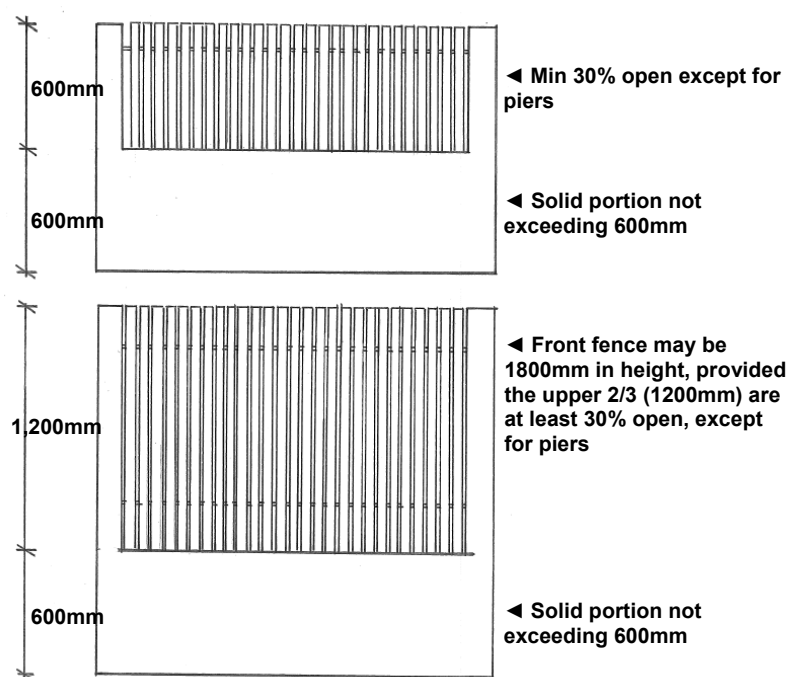 600mm
◄ Min 30% open except for
piers
600mm
◄ Solid portion not
exceeding 600mm
◄ Front fence may be
1800mm in height, provided
the upper 2/3 (1200mm) are
at least 30% open, except
for piers
1,200mm
600mm
◄ Solid portion not
exceeding 600mm